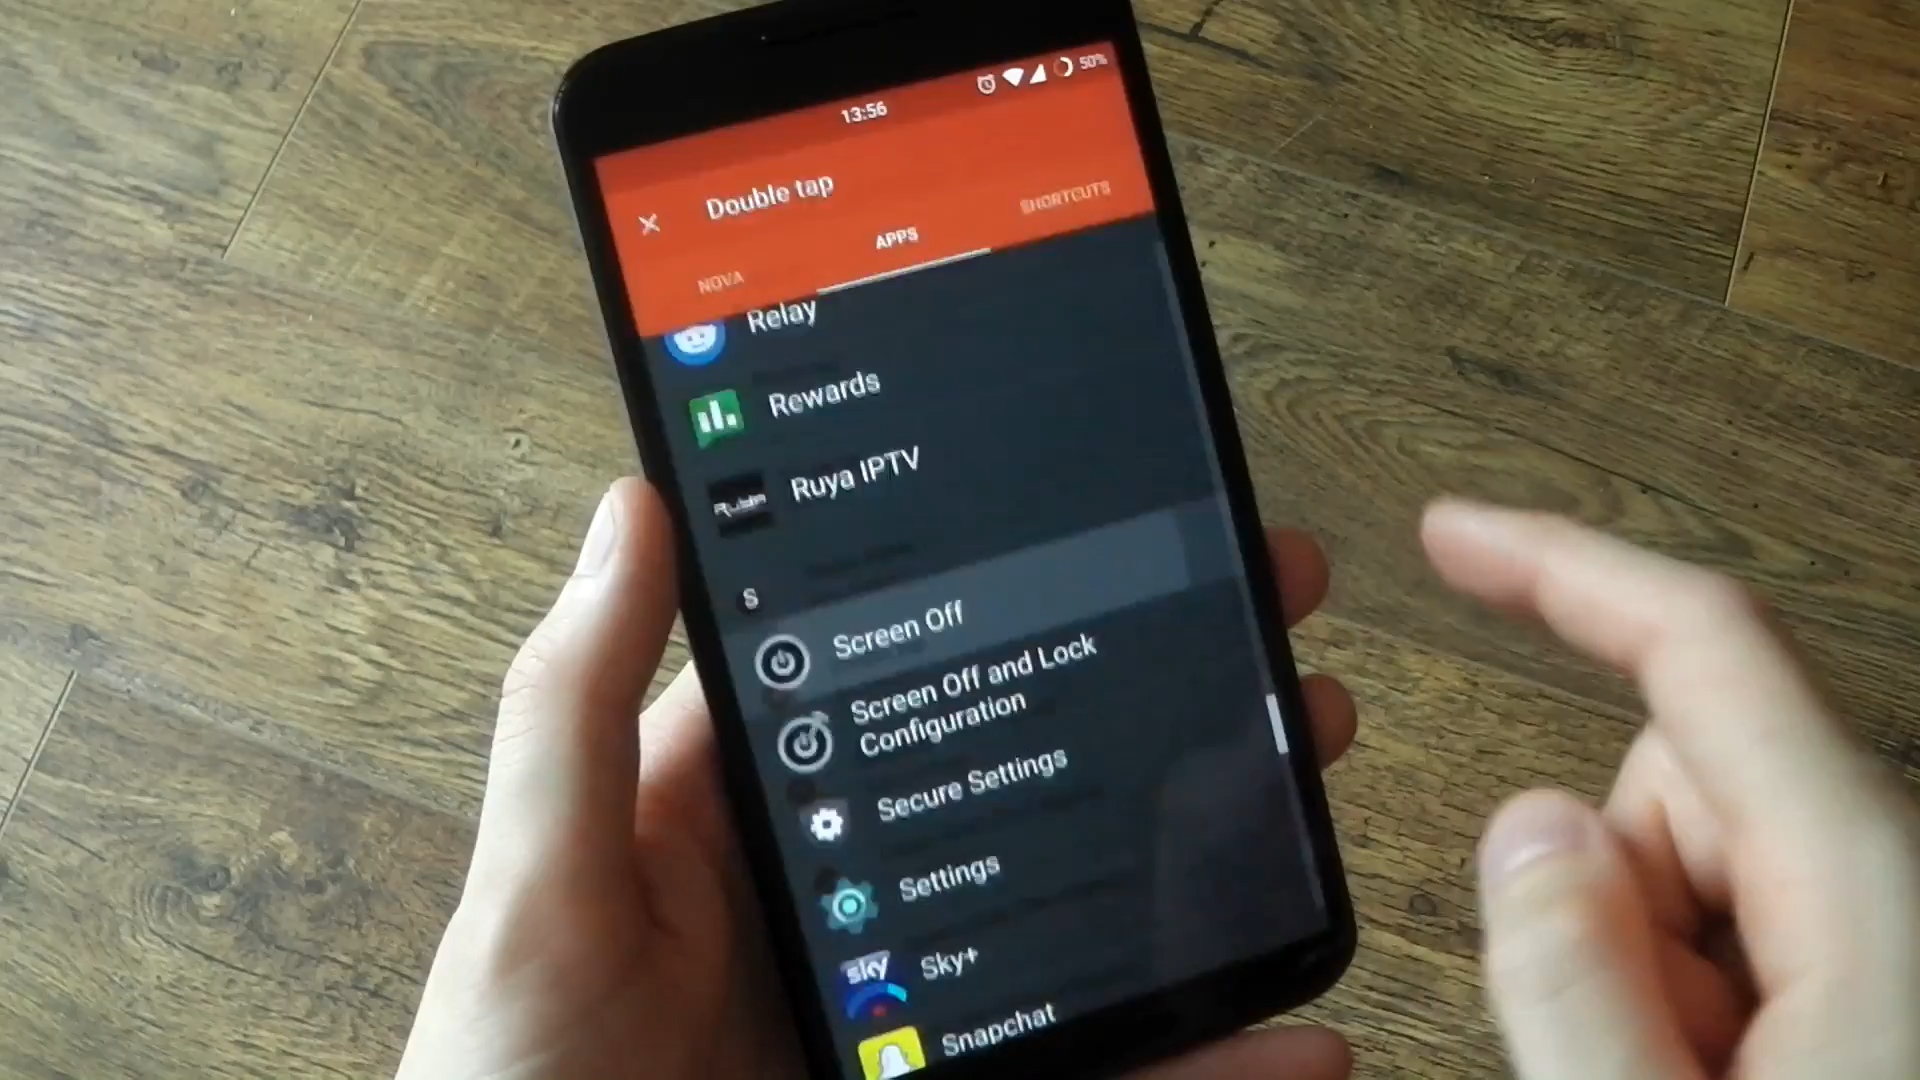 13:56
50%
Double tap
NOVA
APPS
SHORTCUTS
Relay
Rewards
Ruya IPTV
S
Screen Off
Screen Off and Lock
Configuration
Secure Settings
Settings
sky
Sky+
Snapchat